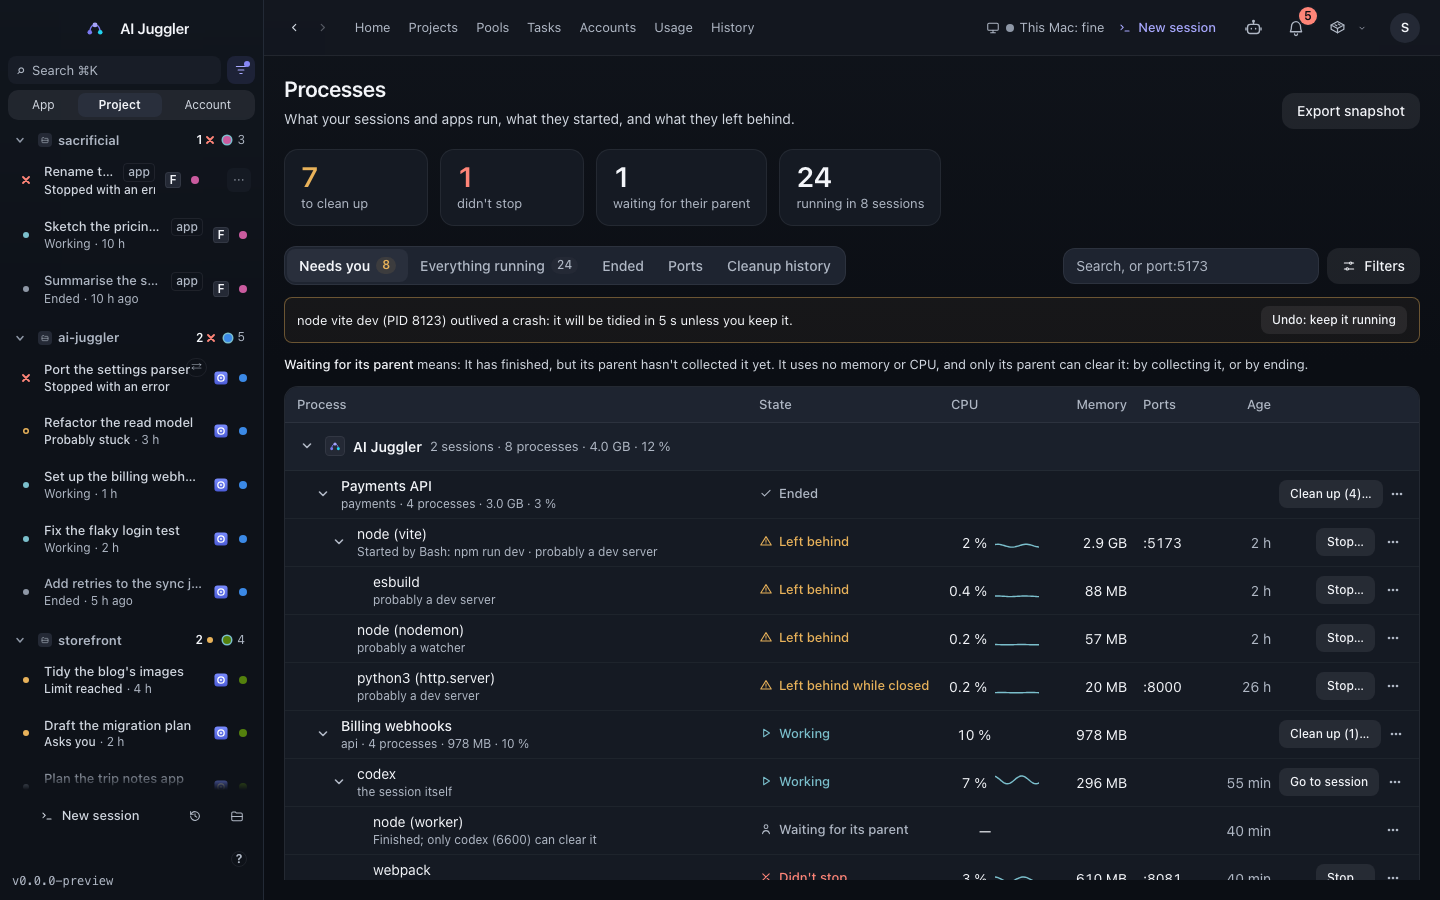 AI Juggler
Search ⌘K
App Project Account
sacrificial 1 3
Rename t... app F
Stopped with an err
Sketch the pricin... app F
Working · 10 h
Summarise the s... app F
Ended · 10 h ago
ai-juggler 2 5
Port the settings parser
Stopped with an error
Refactor the read model
Probably stuck · 3 h
Set up the billing webh...
Working · 1 h
Fix the flaky login test
Working · 2 h
Add retries to the sync j...
Ended · 5 h ago
storefront 2 4
Tidy the blog's images
Limit reached · 4 h
Draft the migration plan
Asks you · 2 h
Plan the trip notes app
New session
?
v0.0.0-preview
Home Projects Pools Tasks Accounts Usage History
This Mac: fine New session 5 S
Processes
What your sessions and apps run, what they started, and what they left behind.
Export snapshot
7 to clean up
1 didn't stop
1 waiting for their parent
24 running in 8 sessions
Needs you 8 Everything running 24 Ended Ports Cleanup history
Search, or port:5173 Filters
node vite dev (PID 8123) outlived a crash: it will be tidied in 5 s unless you keep it. Undo: keep it running
Waiting for its parent means: It has finished, but its parent hasn't collected it yet. It uses no memory or CPU, and only its parent can clear it: by collecting it, or by ending.
Process State CPU Memory Ports Age
AI Juggler 2 sessions · 8 processes · 4.0 GB · 12 %
Payments API Ended Clean up (4)... ...
payments · 4 processes · 3.0 GB · 3 %
node (vite) Left behind 2 % 2.9 GB :5173 2 h Stop... ...
Started by Bash: npm run dev · probably a dev server
esbuild Left behind 0.4 % 88 MB 2 h Stop... ...
probably a dev server
node (nodemon) Left behind 0.2 % 57 MB 2 h Stop... ...
probably a watcher
python3 (http.server) Left behind while closed 0.2 % 20 MB :8000 26 h Stop... ...
probably a dev server
Billing webhooks Working 10 % 978 MB Clean up (1)... ...
api · 4 processes · 978 MB · 10 %
codex Working 7 % 296 MB 55 min Go to session ...
the session itself
node (worker) Waiting for its parent — 40 min ...
Finished; only codex (6600) can clear it
webpack Didn't stop 3 % 610 MB :8081 40 min Stop... ...